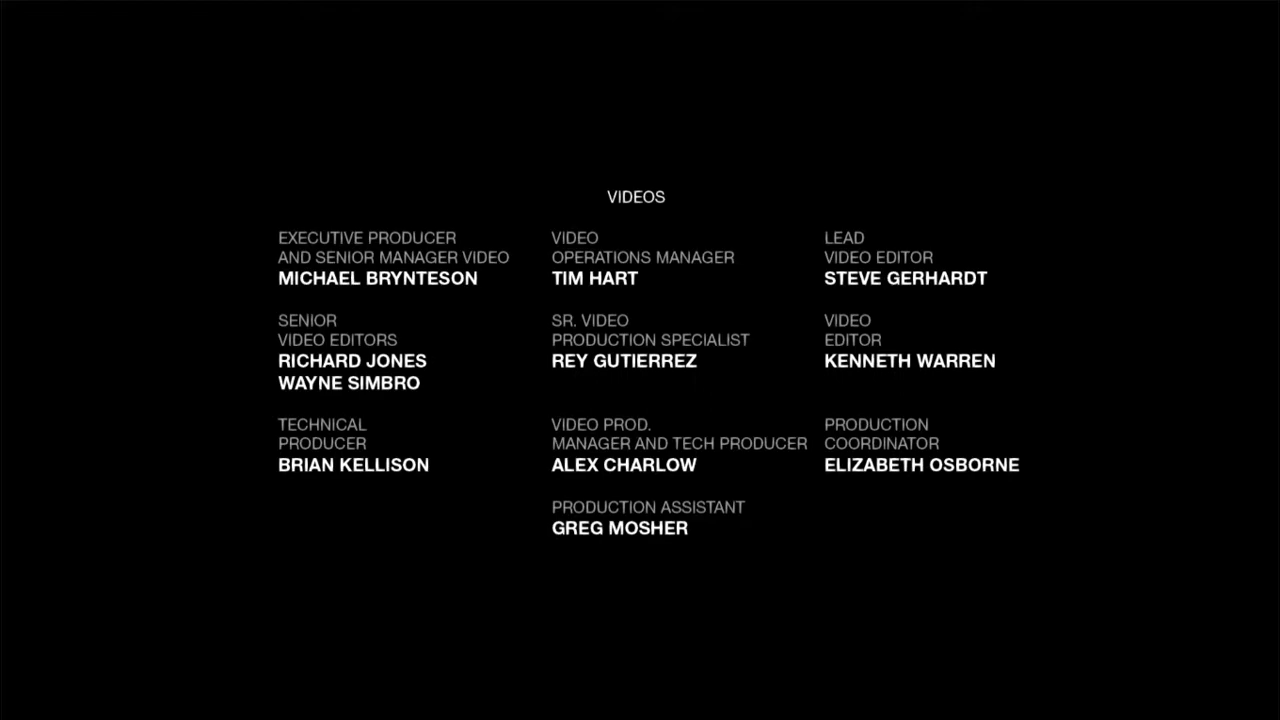 VIDEOS
EXECUTIVE PRODUCER
AND SENIOR MANAGER VIDEO
MICHAEL BRYNTESON
VIDEO
OPERATIONS MANAGER
TIM HART
LEAD
VIDEO EDITOR
STEVE GERHARDT
SENIOR
VIDEO EDITORS
RICHARD JONES
WAYNE SIMBRO
SR. VIDEO
PRODUCTION SPECIALIST
REY GUTIERREZ
VIDEO
EDITOR
KENNETH WARREN
TECHNICAL
PRODUCER
BRIAN KELLISON
VIDEO PROD.
MANAGER AND TECH PRODUCER
ALEX CHARLOW
PRODUCTION
COORDINATOR
ELIZABETH OSBORNE
PRODUCTION ASSISTANT
GREG MOSHER